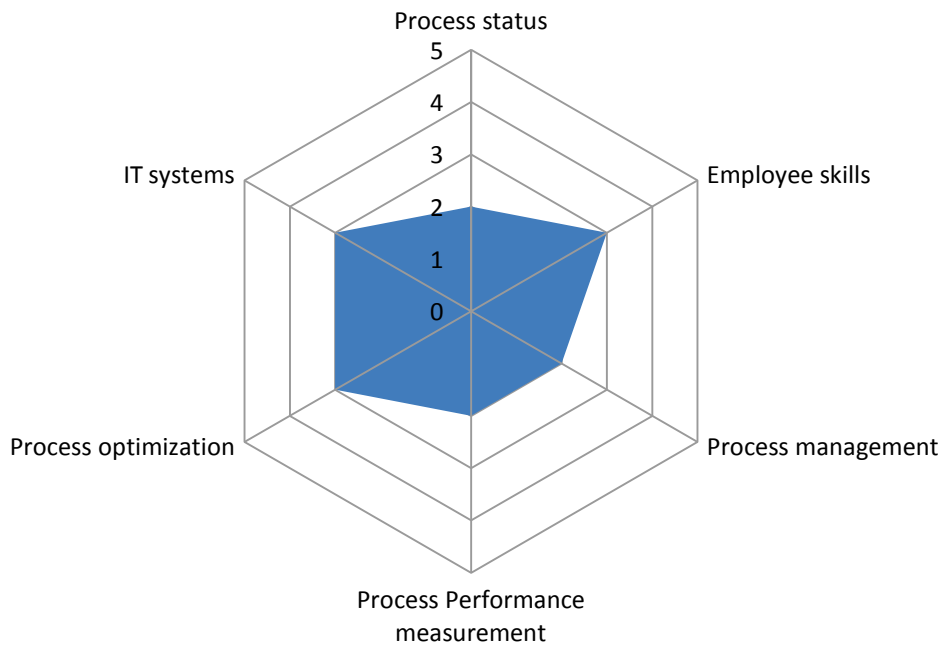 Process status
5
4
3
2
1
0
IT systems
Employee skills
Process optimization
Process management
Process Performance
measurement